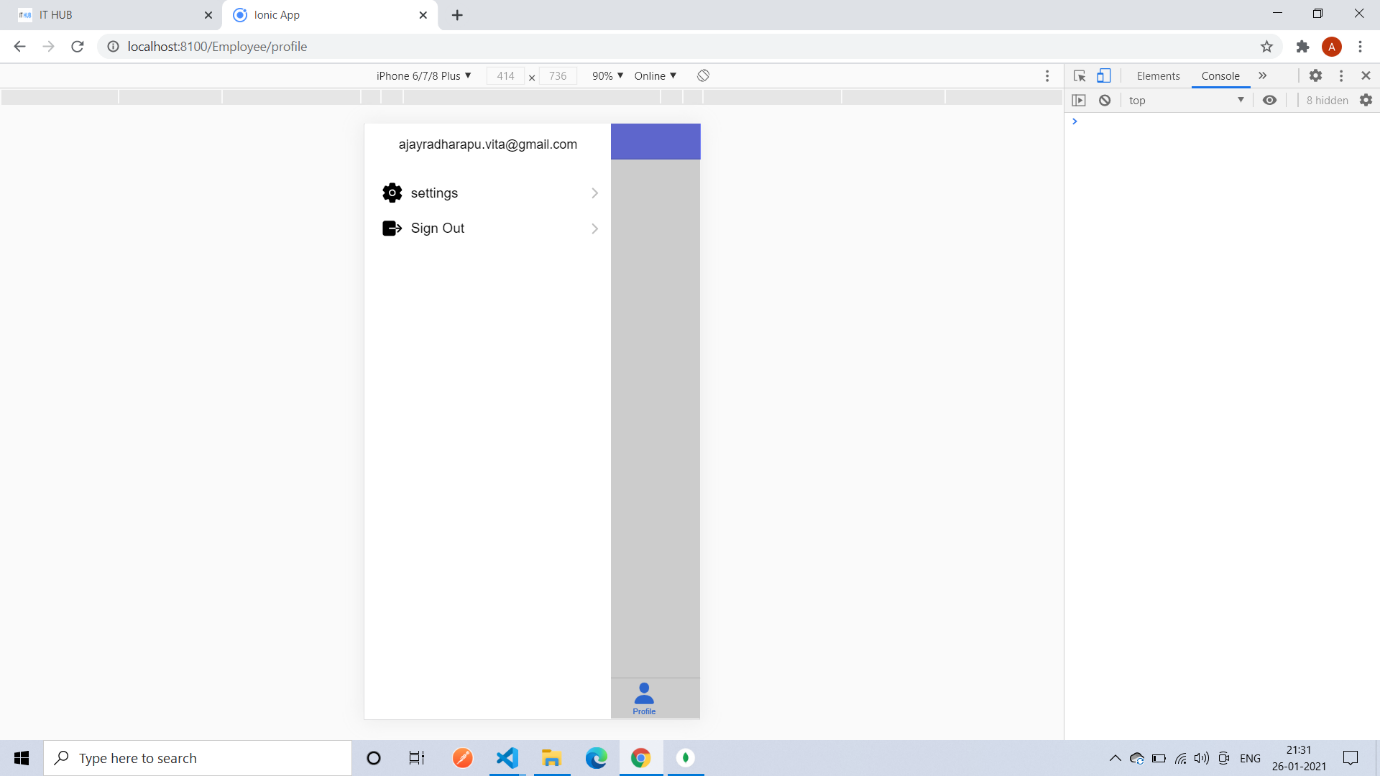 IT HUB
Ionic App
localhost:8100/Employee/profile
A
iPhone 6/7/8 Plus ▼ 414 × 736 90% ▼ Online ▼
Elements Console »
top ▼ 8 hidden
ajayradharapu.vita@gmail.com
settings
Sign Out
Profile
Type here to search
ENG
21:31
26-01-2021